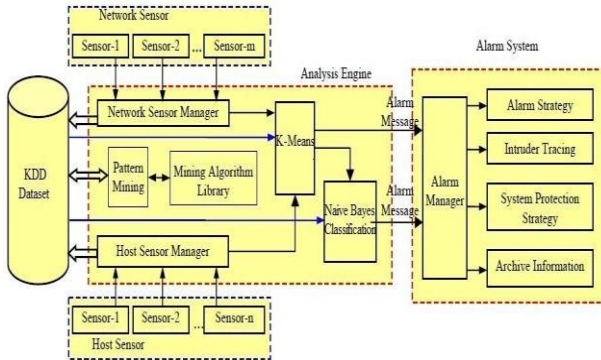 Network Sensor
Sensor-1 Sensor-2 ... Sensor-m
Analysis Engine
Alarm System
KDD
Dataset
Network Sensor Manager
K-Means
Pattern
Mining
Mining Algorithm
Library
Naive Bayes
Classification
Host Sensor Manager
Alarm
Message
Alarm
Message
Alarm
Manager
Alarm Strategy
Intruder Tracing
System Protection
Strategy
Archive Information
Sensor-1 Sensor-2 ... Sensor-n
Host Sensor